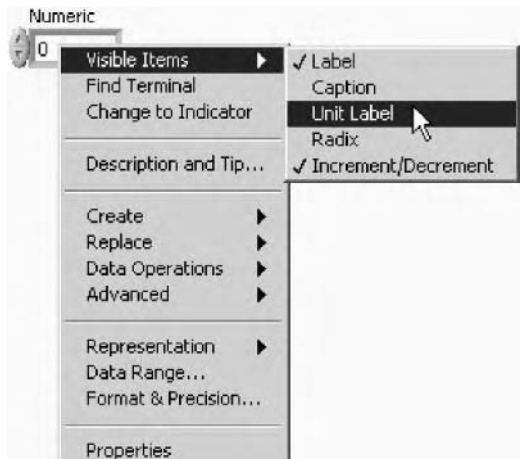 Numeric
0
Visible Items
Find Terminal
Change to Indicator
Description and Tip...
Create
Replace
Data Operations
Advanced
Representation
Data Range...
Format & Precision...
Properties
✓ Label
Caption
Unit Label
Radix
✓ Increment/Decrement